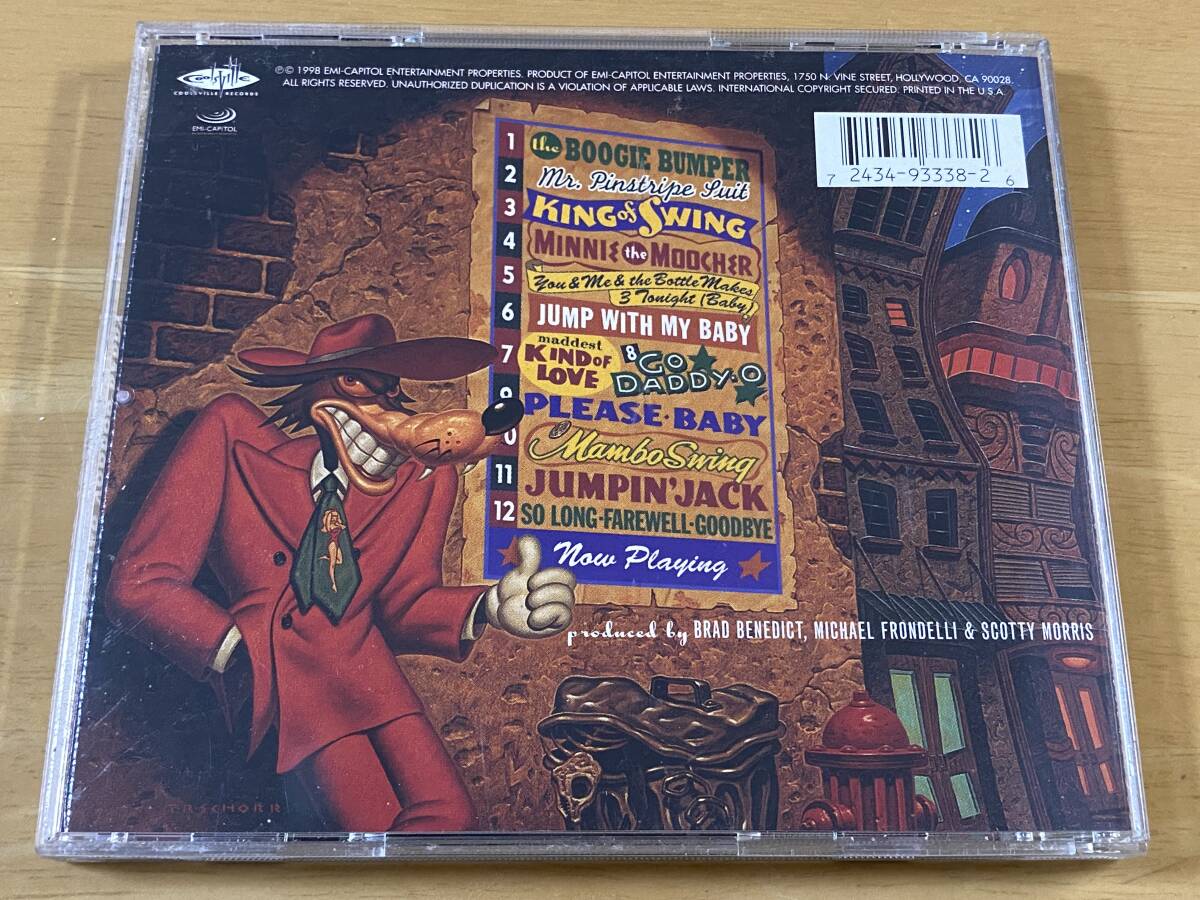 Coolsville
COOLSVILLE RECORDS
EMI-CAPITOL
℗© 1998 EMI-CAPITOL ENTERTAINMENT PROPERTIES. PRODUCT OF EMI-CAPITOL ENTERTAINMENT PROPERTIES, 1750 N. VINE STREET, HOLLYWOOD, CA 90028.
ALL RIGHTS RESERVED. UNAUTHORIZED DUPLICATION IS A VIOLATION OF APPLICABLE LAWS. INTERNATIONAL COPYRIGHT SECURED. PRINTED IN THE U.S.A.
7 24434-93338-2 6
1 the BOOGIE BUMPER
2 Mr. Pinstripe Suit
3 KING of SWING
4 MINNIE the MOOCHER
5 You & Me & the Bottle Makes
3 Tonight (Baby)
6 JUMP WITH MY BABY
7 maddest KIND OF LOVE
8 GO DADDY-O
9 PLEASE BABY
10 Mambo Swing
11 JUMPIN' JACK
12 SO LONG-FAREWELL-GOODBYE
Now Playing
produced by BRAD BENEDICT, MICHAEL FRONDELLI & SCOTTY MORRIS